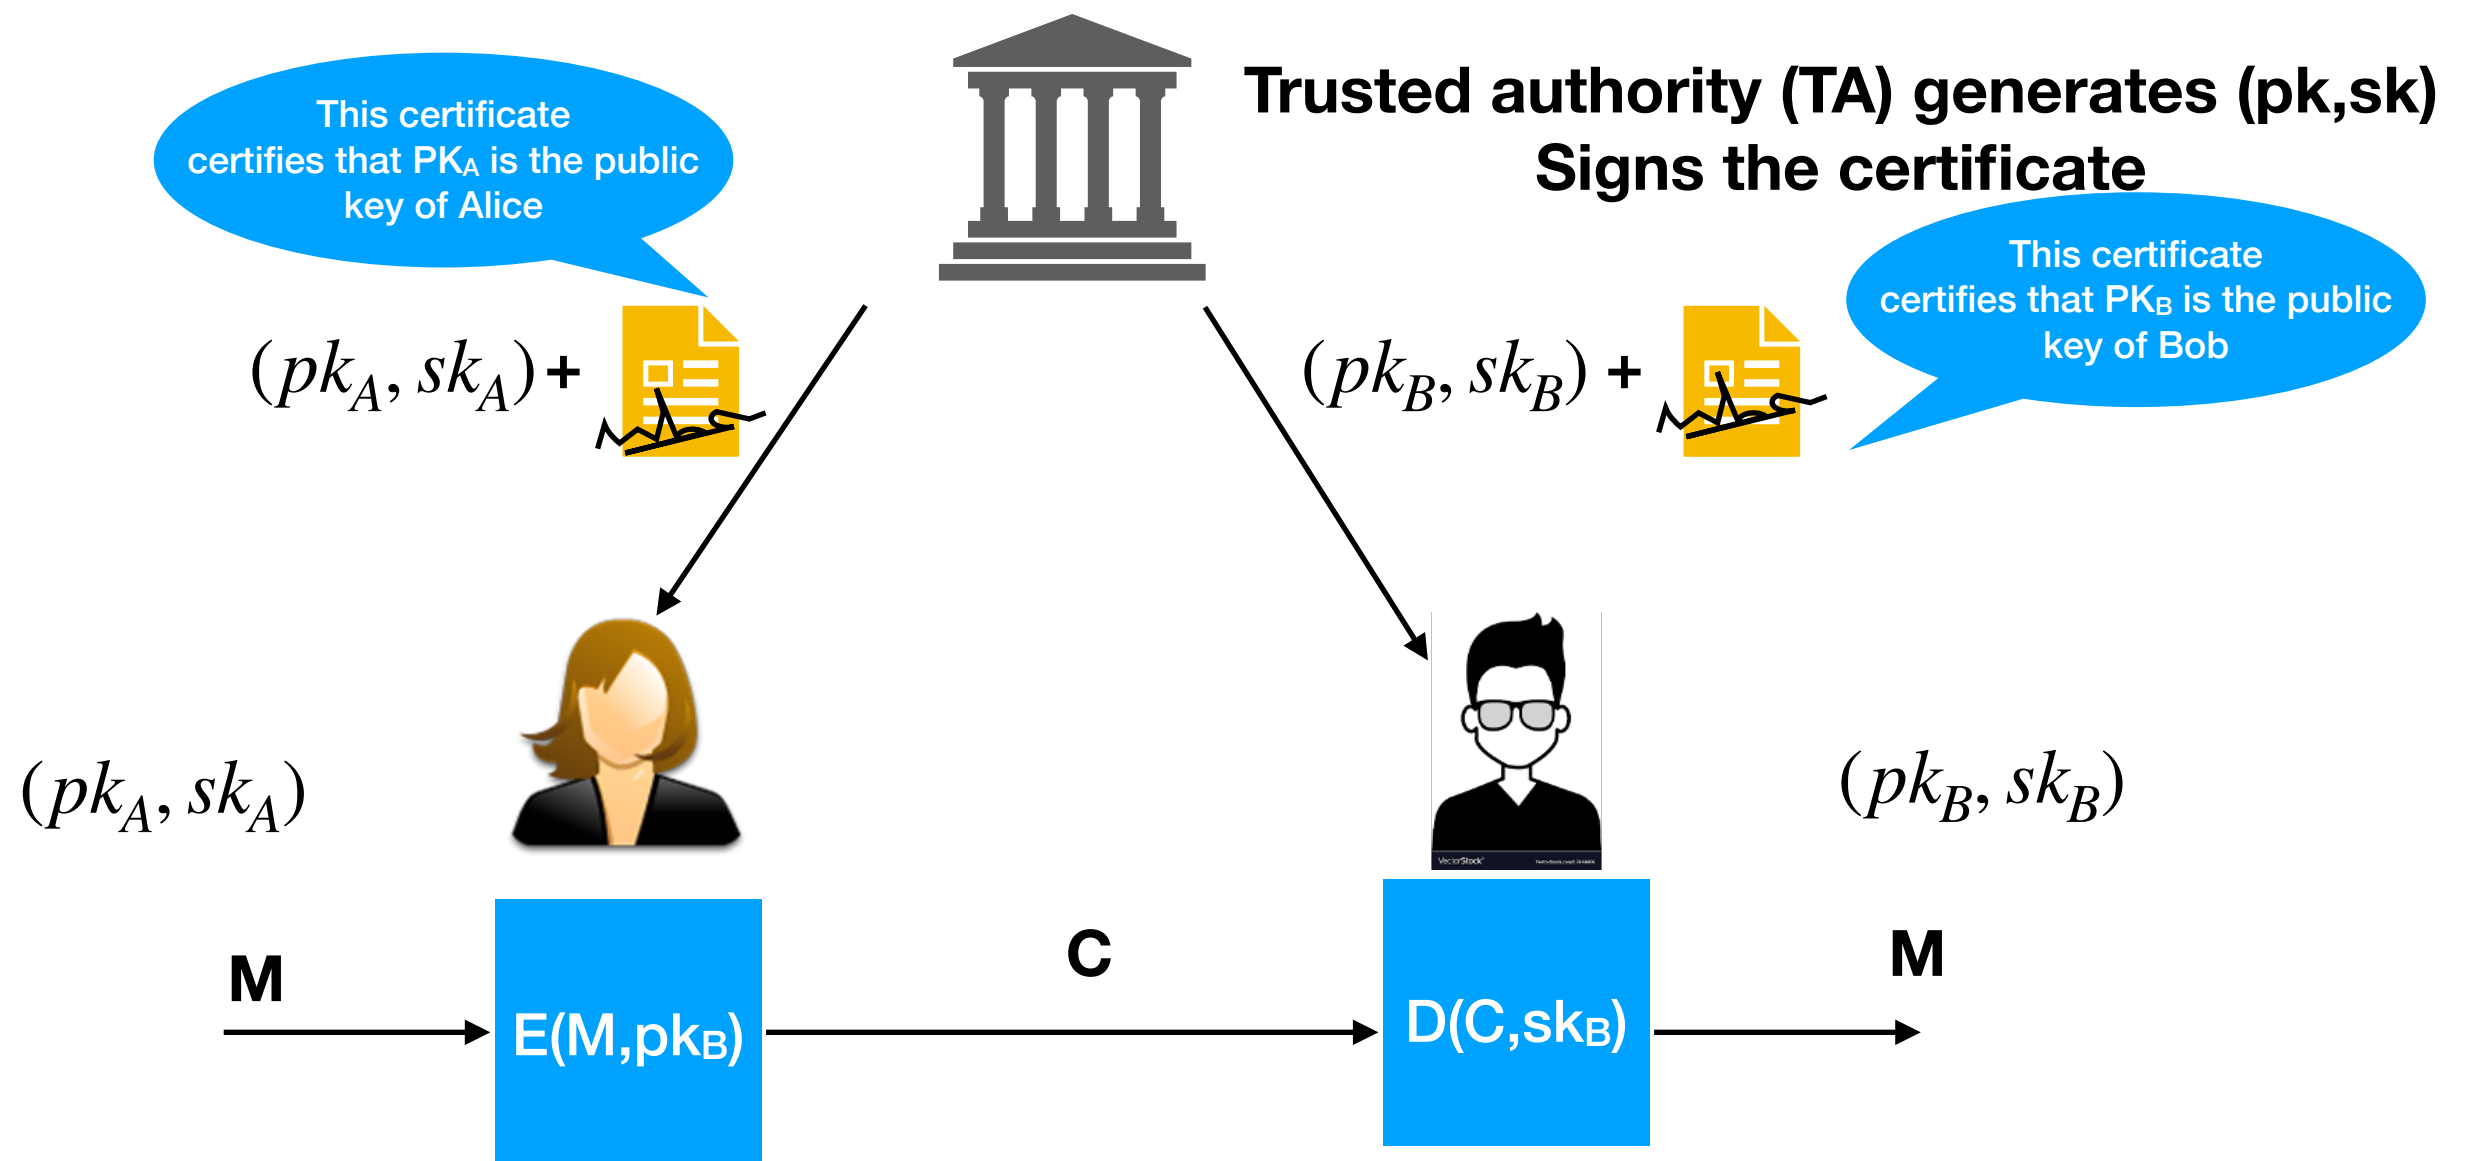 Trusted authority (TA) generates (pk,sk)
Signs the certificate
This certificate
certifies that PKA is the public
key of Alice
This certificate
certifies that PKB is the public
key of Bob
(pkA, skA) +
(pkB, skB) +
(pkA, skA)
(pkB, skB)
VectorStock
M
E(M,pkB)
C
D(C,skB)
M